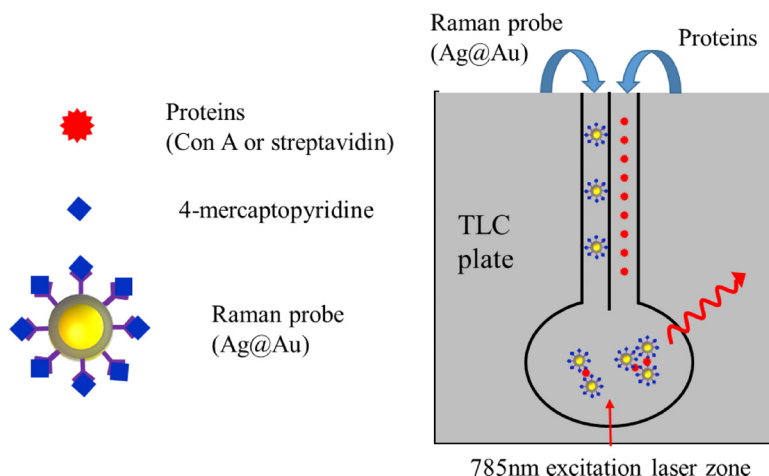 Proteins
(Con A or streptavidin)
4-mercaptopyridine
Raman probe
(Ag@Au)
Raman probe
(Ag@Au)
Proteins
TLC
plate
785nm excitation laser zone